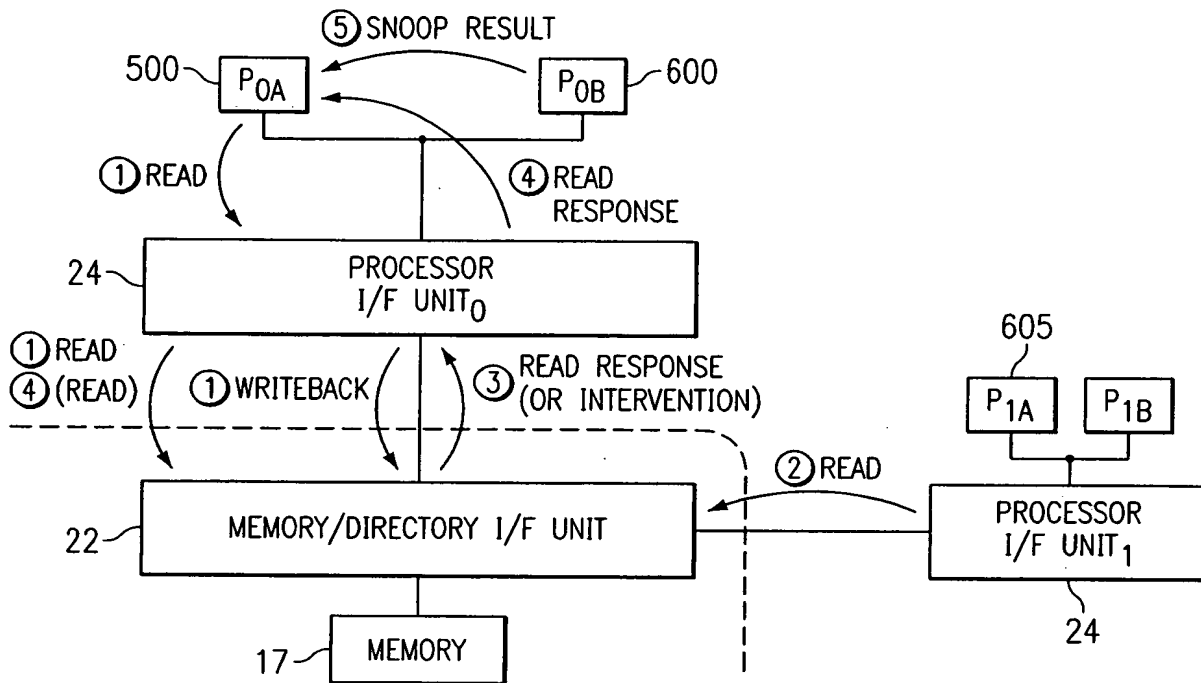 ⑤ SNOOP RESULT
500
P0A
P0B
600
① READ
④ READ
RESPONSE
24
PROCESSOR
I/F UNIT0
① READ
④ (READ)
① WRITEBACK
③ READ RESPONSE
(OR INTERVENTION)
605
P1A
P1B
② READ
22
MEMORY/DIRECTORY I/F UNIT
PROCESSOR
I/F UNIT1
24
17
MEMORY